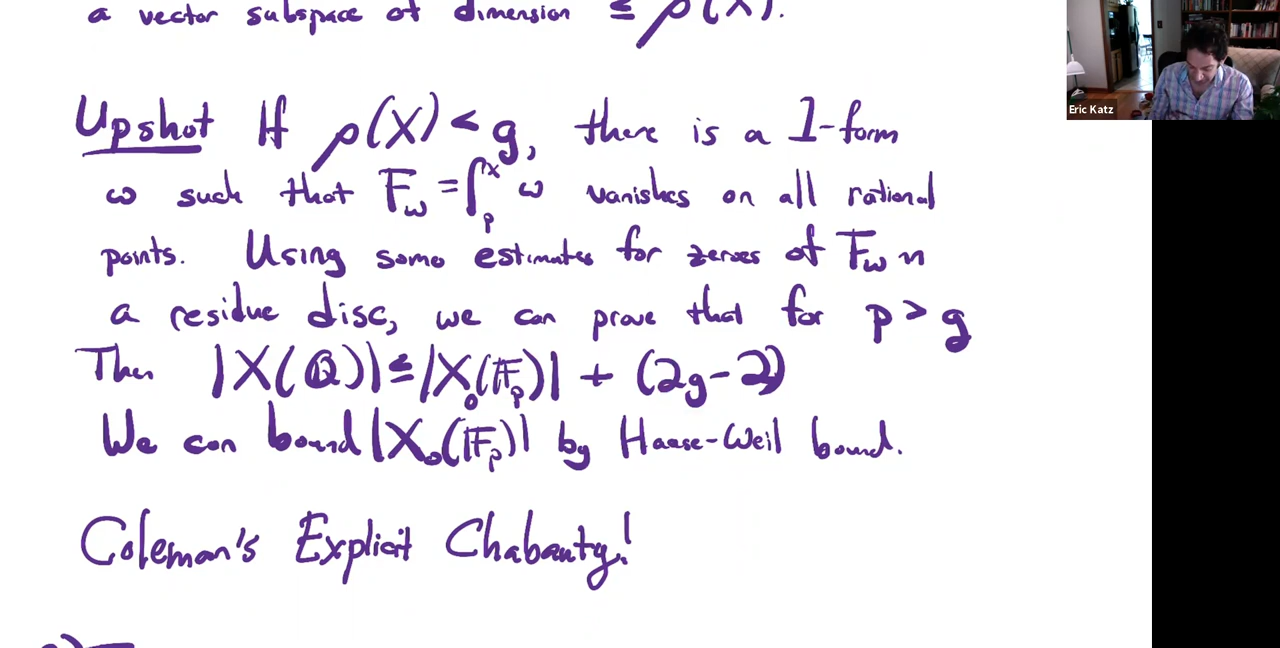 a vector subspace of dimension ≤ ρ(X).
Eric Katz
Upshot If ρ(X) < g, there is a 1-form
ω such that F_ω = ∫_p^x ω vanishes on all rational
points. Using some estimates for zeroes of F_ω in
a residue disc, we can prove that for p > g
Then |X(ℚ)| ≤ |X₀(𝔽_p)| + (2g-2)
We can bound |X₀(𝔽_p)| by Hasse-Weil bound.
Coleman's Explicit Chabauty!